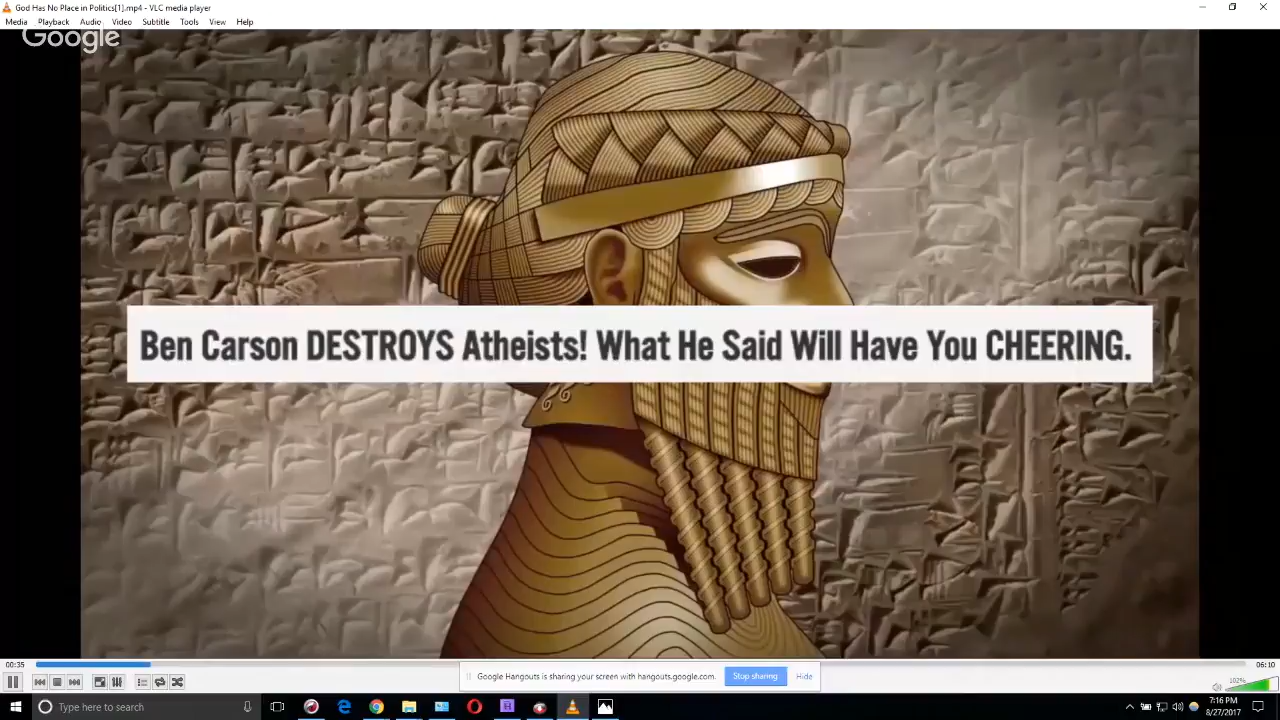 God Has No Place in Politics[1].mp4 - VLC media player
Media Playback Audio Video Subtitle Tools View Help
Google
Ben Carson DESTROYS Atheists! What He Said Will Have You CHEERING.
00:35
06:10
Google Hangouts is sharing your screen with hangouts.google.com.
Stop sharing
Hide
102%
Type here to search
7:16 PM
8/27/2017